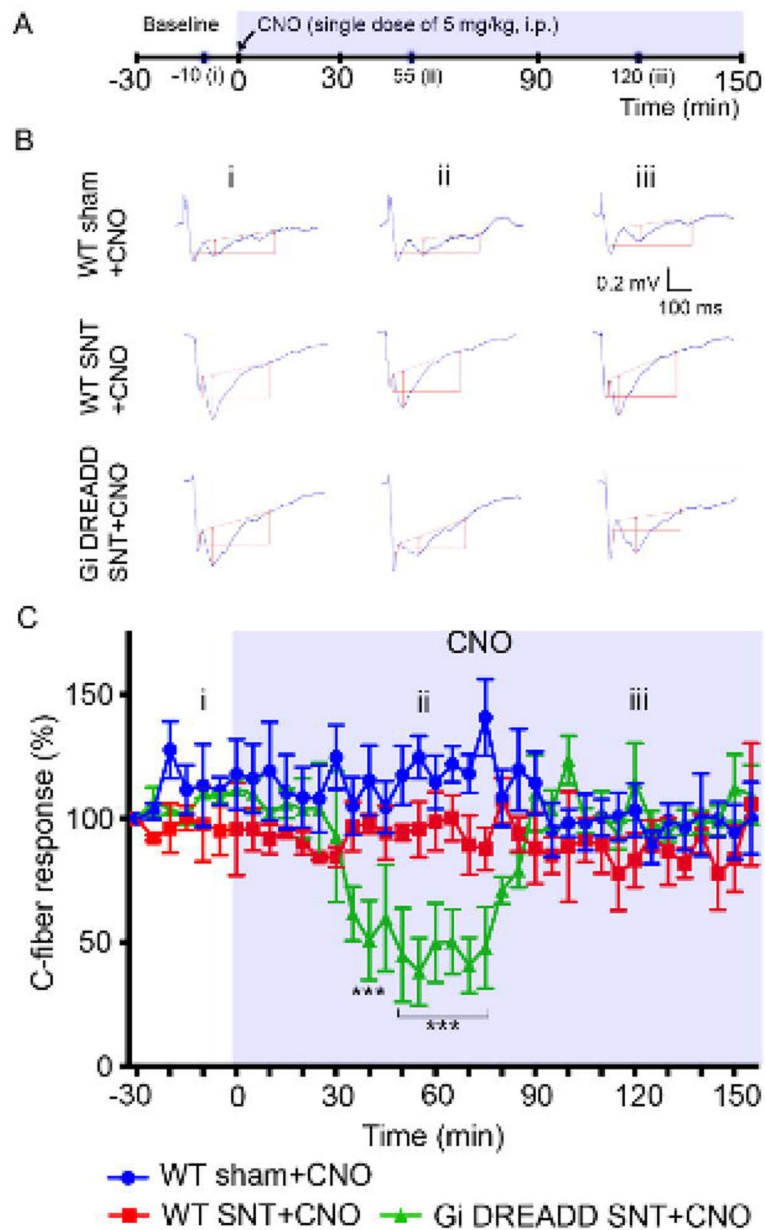 A
Baseline
CNO (single dose of 5 mg/kg, i.p.)
-30 -10 (i) 0 30 55 (ii) 90 120 (iii) 150
Time (min)
B
i ii iii
WT sham
+CNO
0.2 mV
100 ms
WT SNT
+CNO
Gi DREADD
SNT+CNO
C
CNO
i ii iii
150
100
50
0
C-fiber response (%)
***
***
-30 0 30 60 90 120 150
Time (min)
WT sham+CNO
WT SNT+CNO
Gi DREADD SNT+CNO